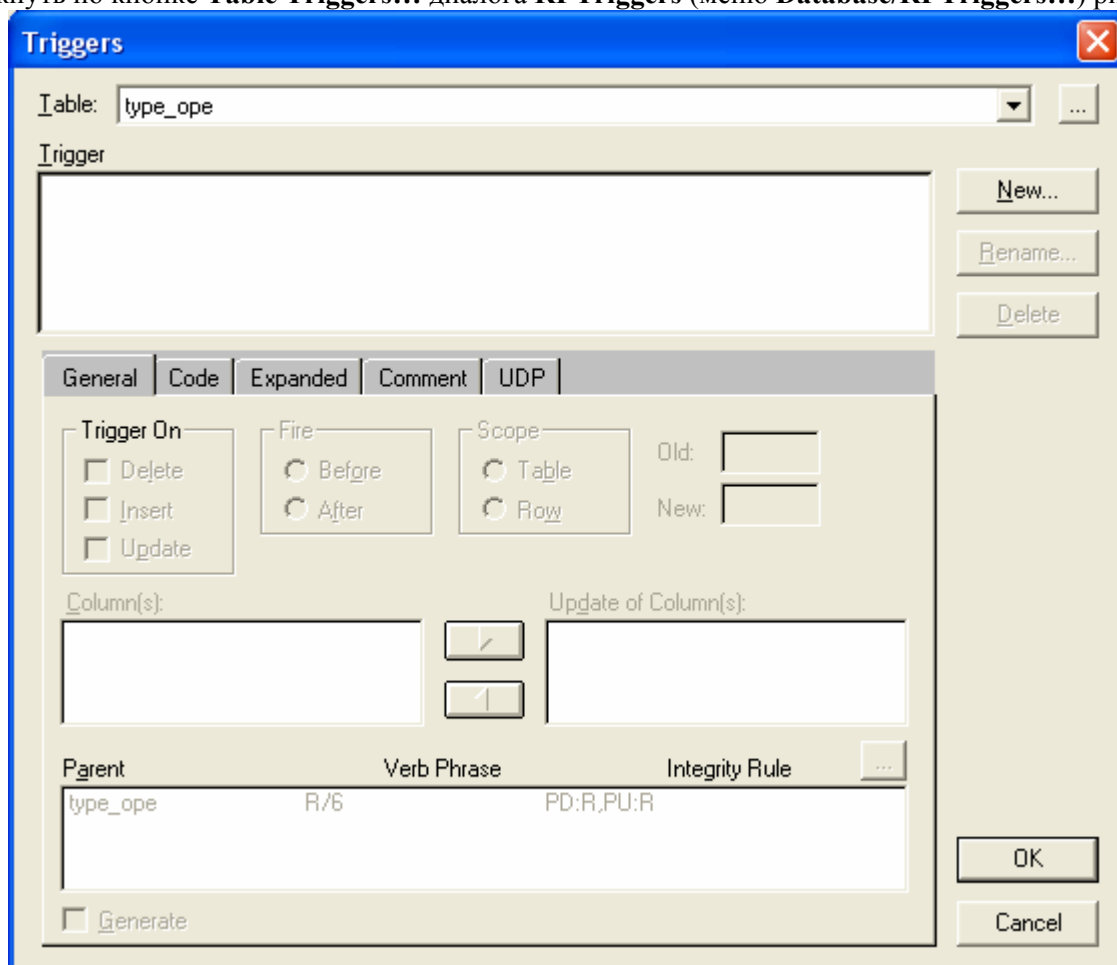 кнуть по кнопке Table Triggers… диалога RI Triggers (меню Database/RI Triggers…)
Triggers
Table: type_ope ...
Trigger
New...
Rename...
Delete
General Code Expanded Comment UDP
Trigger On Fire Scope
Delete Before Table Old:
Insert After Row New:
Update
Column(s): Update of Column(s):
Parent Verb Phrase Integrity Rule ...
type_ope R/6 PD:R,PU:R
Generate
OK
Cancel